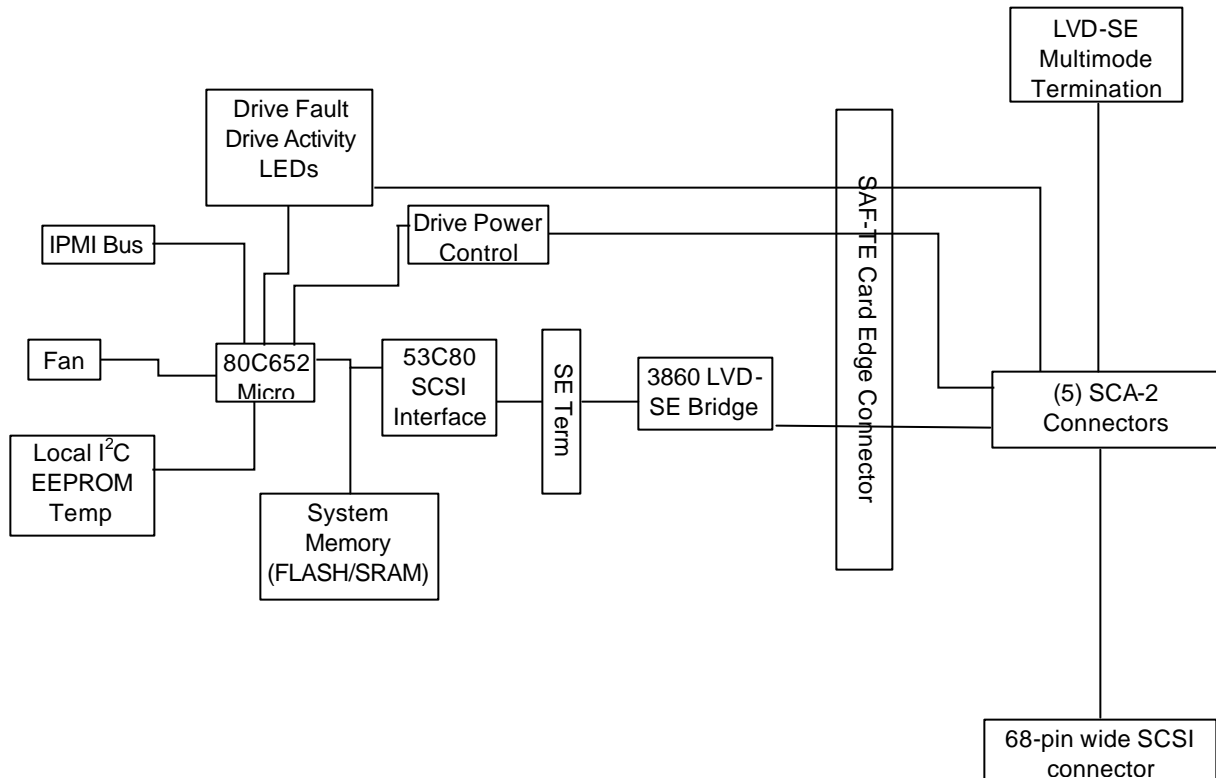 LVD-SE
Multimode
Termination
Drive Fault
Drive Activity
LEDs
SAF-TE Card Edge Connector
IPMI Bus
Drive Power
Control
Fan
80C652
Micro
53C80
SCSI
Interface
SE Term
3860 LVD-
SE Bridge
(5) SCA-2
Connectors
Local I²C
EEPROM
Temp
System
Memory
(FLASH/SRAM)
68-pin wide SCSI
connector